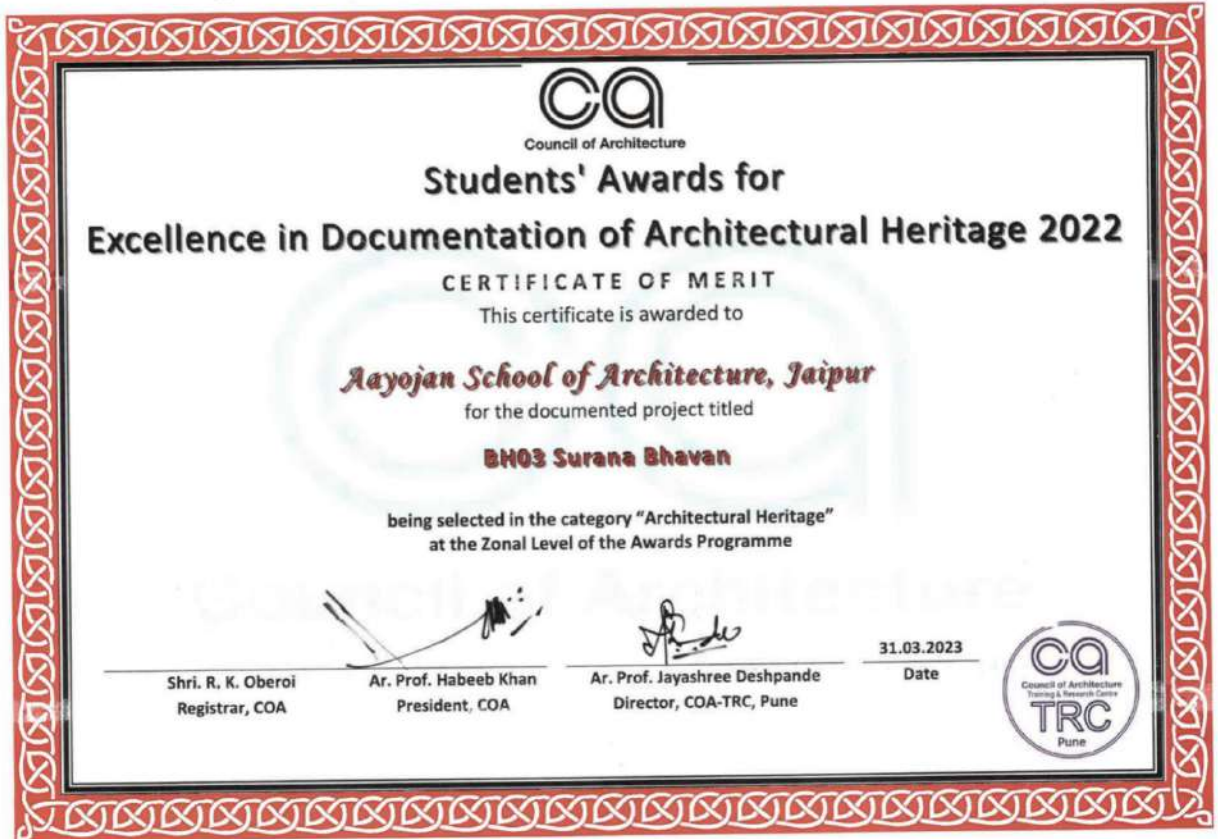 ca
Council of Architecture
Students' Awards for
Excellence in Documentation of Architectural Heritage 2022
CERTIFICATE OF MERIT
This certificate is awarded to
Aayojan School of Architecture, Jaipur
for the documented project titled
BH03 Surana Bhavan
being selected in the category "Architectural Heritage"
at the Zonal Level of the Awards Programme
Shri. R. K. Oberoi
Registrar, COA
Ar. Prof. Habeeb Khan
President, COA
Ar. Prof. Jayashree Deshpande
Director, COA-TRC, Pune
31.03.2023
Date
ca
Council of Architecture
Training & Research Centre
TRC
Pune